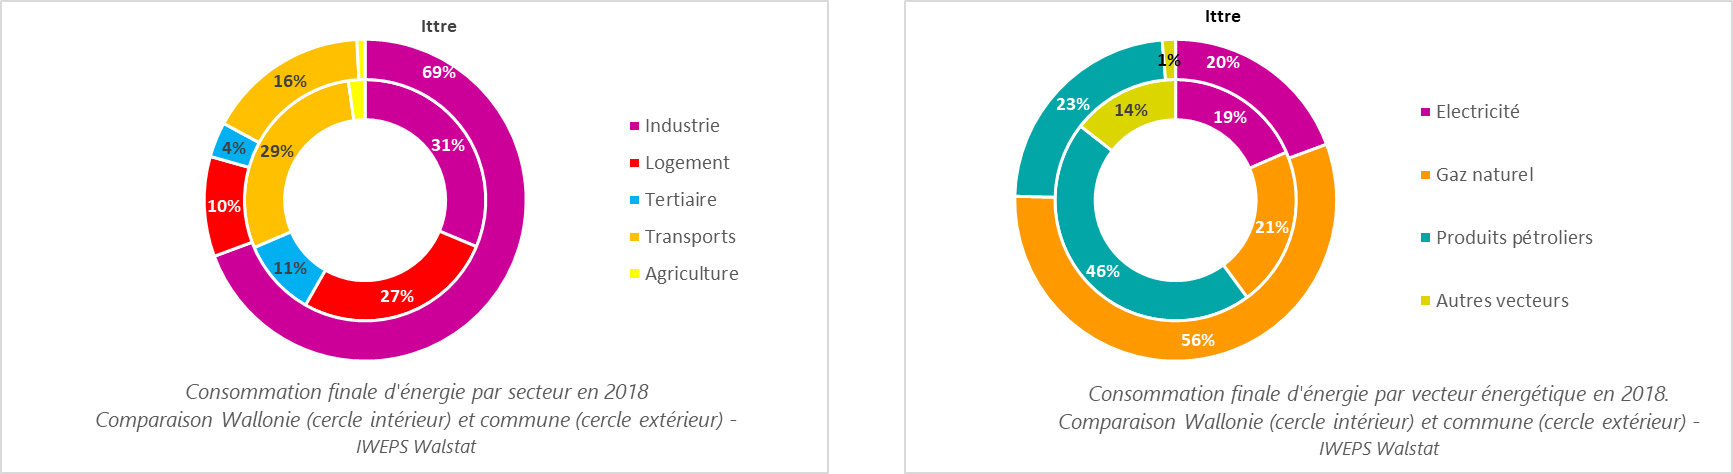 Ittre
69%
16%
31%
4%
29%
10%
11%
27%
Industrie
Logement
Tertiaire
Transports
Agriculture
Consommation finale d'énergie par secteur en 2018
Comparaison Wallonie (cercle intérieur) et commune (cercle extérieur) -
IWEPS Walstat
Ittre
1%
20%
23%
14%
19%
21%
46%
56%
Electricité
Gaz naturel
Produits pétroliers
Autres vecteurs
Consommation finale d'énergie par vecteur énergétique en 2018.
Comparaison Wallonie (cercle intérieur) et commune (cercle extérieur) -
IWEPS Walstat